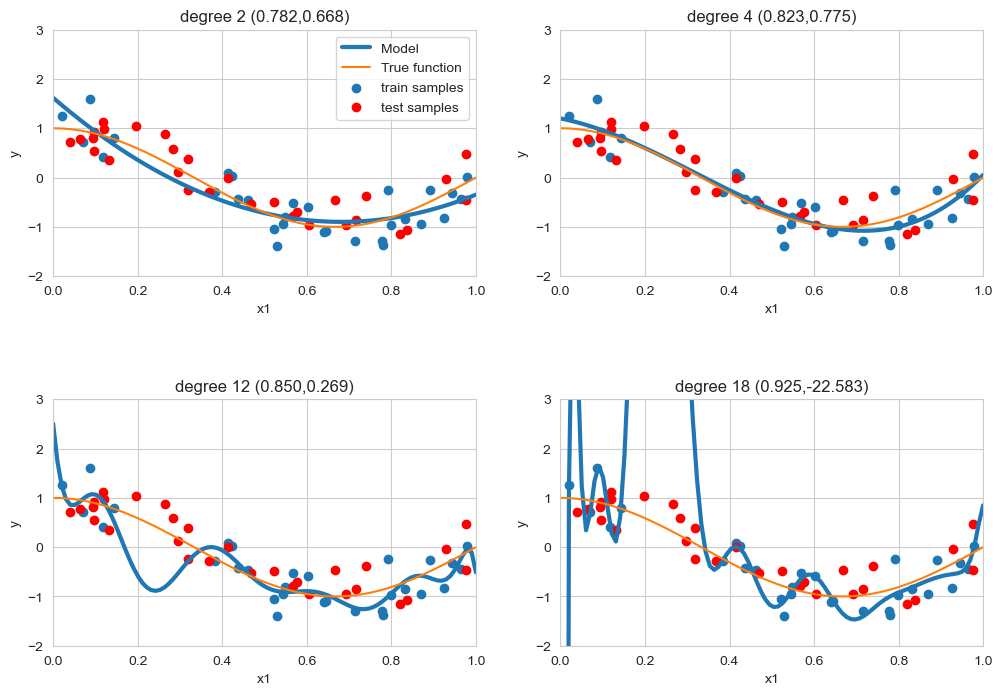 degree 2 (0.782,0.668)
3
2
1
0
−1
−2
y
0.0 0.2 0.4 0.6 0.8 1.0
x1
Model
True function
train samples
test samples
degree 4 (0.823,0.775)
3
2
1
0
−1
−2
y
0.0 0.2 0.4 0.6 0.8 1.0
x1
degree 12 (0.850,0.269)
3
2
1
0
−1
−2
y
0.0 0.2 0.4 0.6 0.8 1.0
x1
degree 18 (0.925,-22.583)
3
2
1
0
−1
−2
y
0.0 0.2 0.4 0.6 0.8 1.0
x1